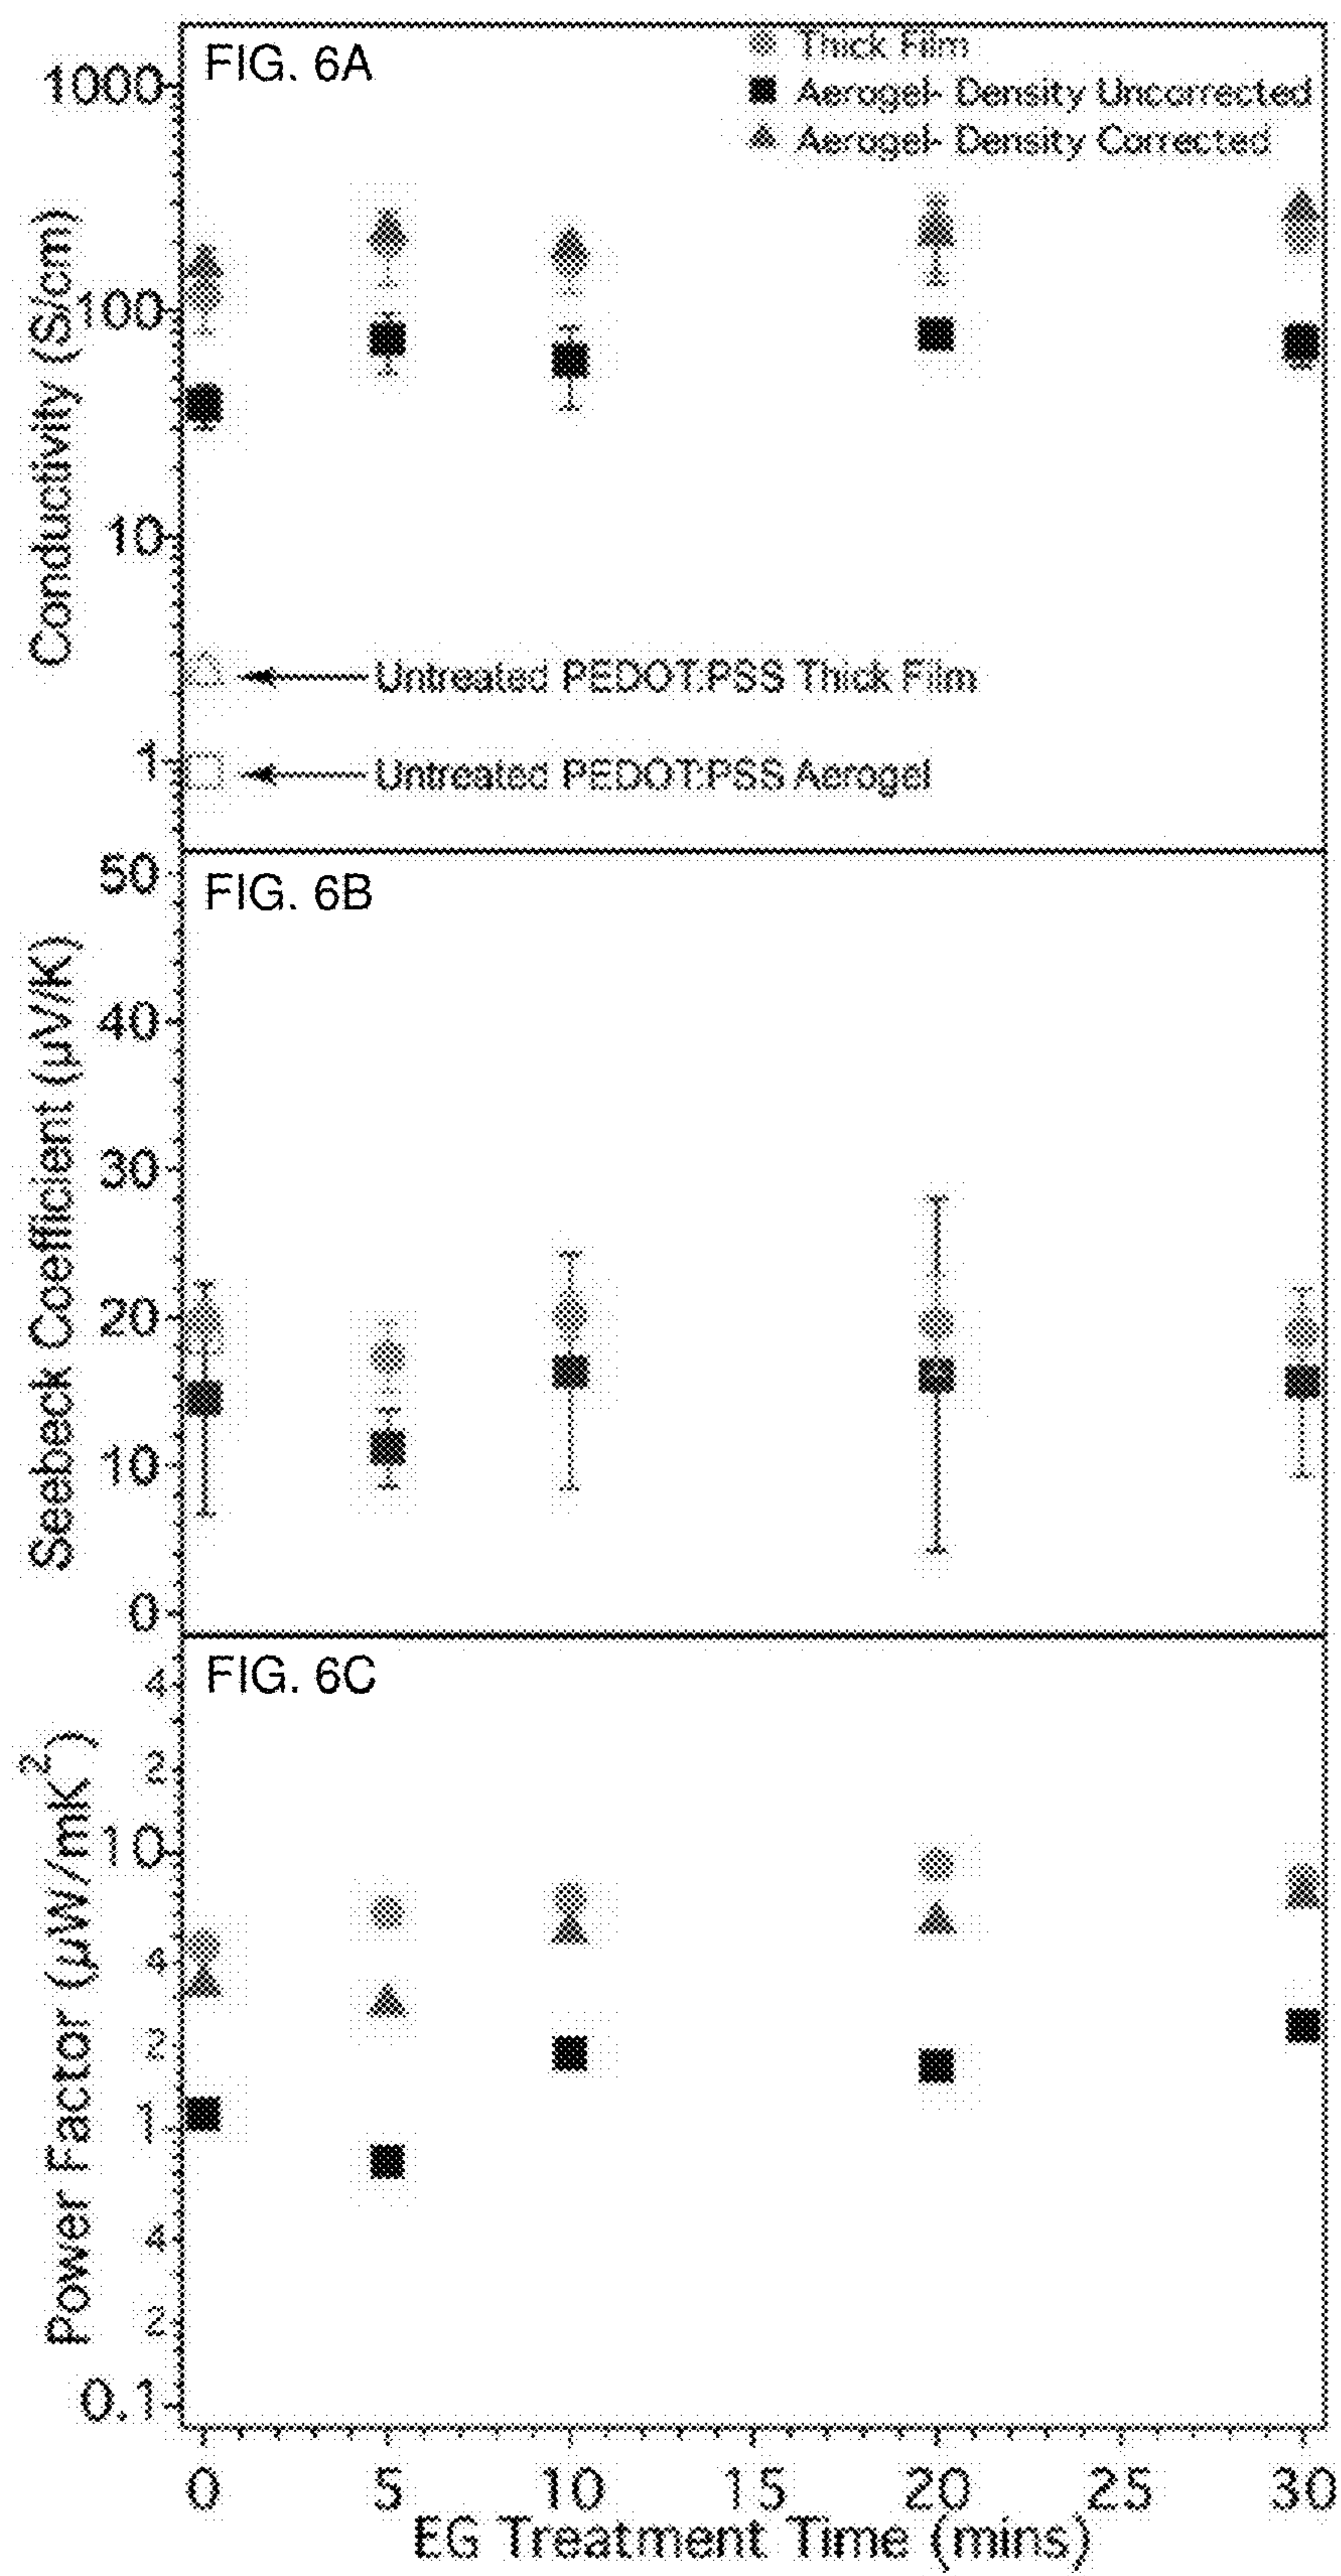 FIG. 6A
Thick Film
Aerogel- Density Uncorrected
Aerogel- Density Corrected
1000
100
10
1
Conductivity (S/cm)
Untreated PEDOT:PSS Thick Film
Untreated PEDOT:PSS Aerogel
FIG. 6B
50
40
30
20
10
0
Seebeck Coefficient (µV/K)
FIG. 6C
4
2
10
4
2
1
4
2
0.1
Power Factor (µW/mK²)
0 5 10 15 20 25 30
EG Treatment Time (mins)